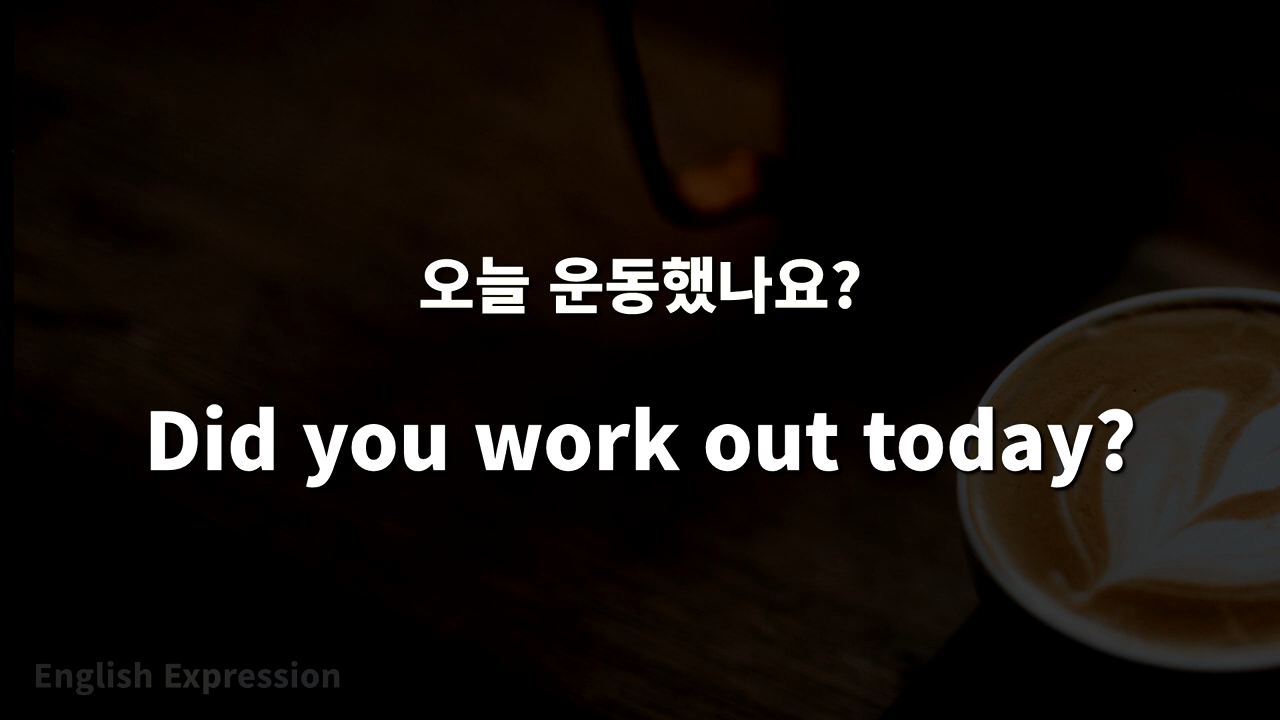 오늘 운동했나요?
Did you work out today?
English Expression